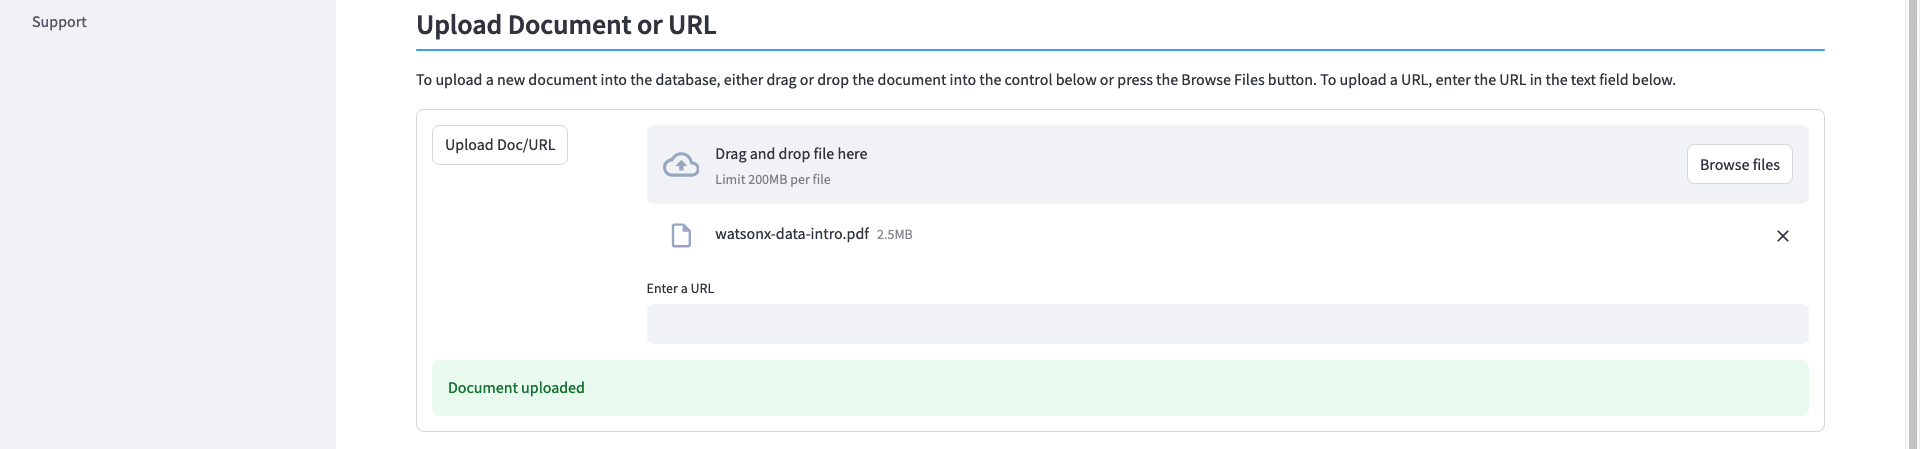 Support
Upload Document or URL
To upload a new document into the database, either drag or drop the document into the control below or press the Browse Files button. To upload a URL, enter the URL in the text field below.
Upload Doc/URL
Drag and drop file here
Limit 200MB per file
Browse files
watsonx-data-intro.pdf 2.5MB
Enter a URL
Document uploaded